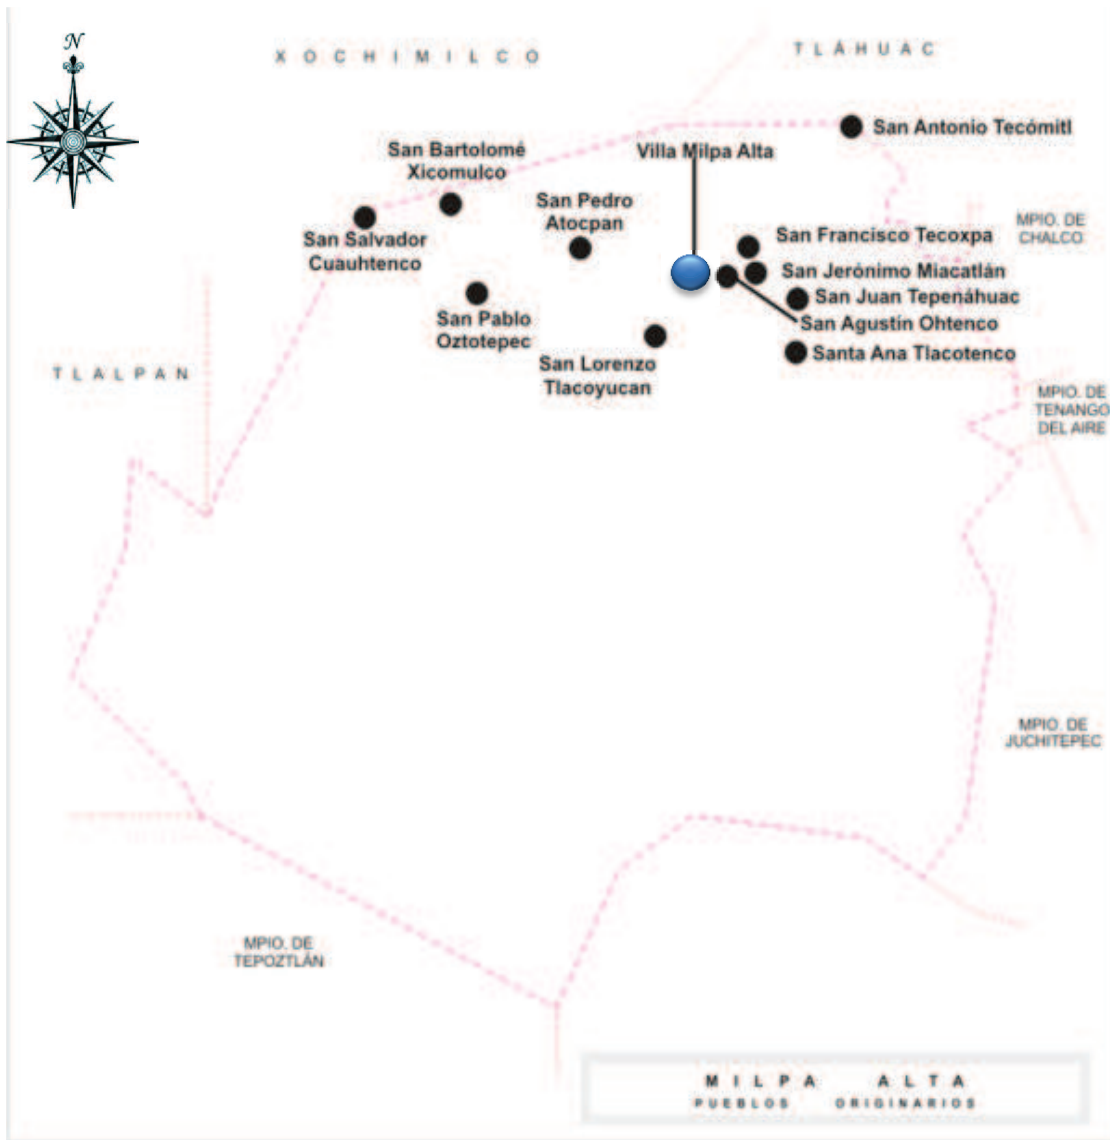 N
XOCHIMILCO
TLÁHUAC
San Antonio Tecómitl
San Bartolomé
Xicomulco
Villa Milpa Alta
San Pedro
Atocpan
San Salvador
Cuauhtenco
San Francisco Tecoxpa
MPIO. DE
CHALCO
San Jerónimo Miacatlán
San Juan Tepenáhuac
San Pablo
Oztotepec
San Agustín Ohtenco
San Lorenzo
Tlacoyucan
Santa Ana Tlacotenco
TLALPAN
MPIO. DE
TENANGO
DEL AIRE
MPIO. DE
JUCHITEPEC
MPIO. DE
TEPOZTLÁN
MILPA ALTA
PUEBLOS ORIGINARIOS